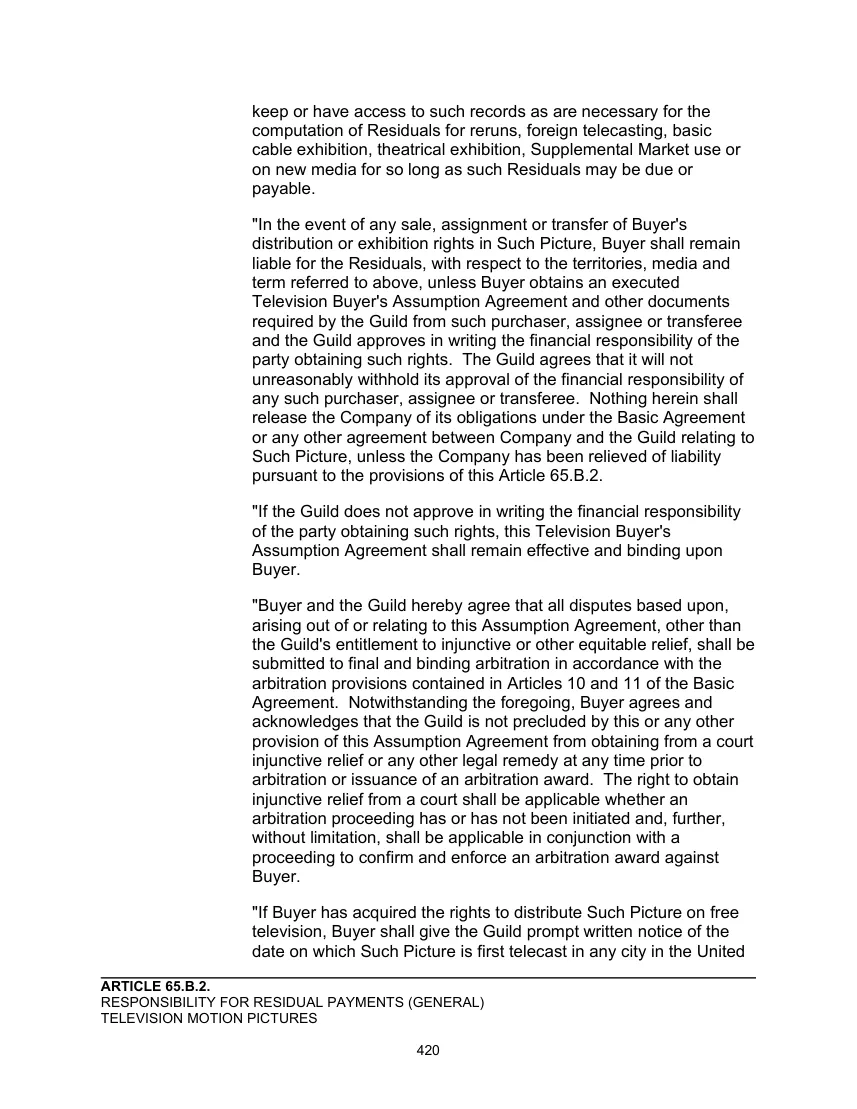 keep or have access to such records as are necessary for the
computation of Residuals for reruns, foreign telecasting, basic
cable exhibition, theatrical exhibition, Supplemental Market use or
on new media for so long as such Residuals may be due or
payable.
"In the event of any sale, assignment or transfer of Buyer's
distribution or exhibition rights in Such Picture, Buyer shall remain
liable for the Residuals, with respect to the territories, media and
term referred to above, unless Buyer obtains an executed
Television Buyer's Assumption Agreement and other documents
required by the Guild from such purchaser, assignee or transferee
and the Guild approves in writing the financial responsibility of the
party obtaining such rights.  The Guild agrees that it will not
unreasonably withhold its approval of the financial responsibility of
any such purchaser, assignee or transferee.  Nothing herein shall
release the Company of its obligations under the Basic Agreement
or any other agreement between Company and the Guild relating to
Such Picture, unless the Company has been relieved of liability
pursuant to the provisions of this Article 65.B.2.
"If the Guild does not approve in writing the financial responsibility
of the party obtaining such rights, this Television Buyer's
Assumption Agreement shall remain effective and binding upon
Buyer.
"Buyer and the Guild hereby agree that all disputes based upon,
arising out of or relating to this Assumption Agreement, other than
the Guild's entitlement to injunctive or other equitable relief, shall be
submitted to final and binding arbitration in accordance with the
arbitration provisions contained in Articles 10 and 11 of the Basic
Agreement.  Notwithstanding the foregoing, Buyer agrees and
acknowledges that the Guild is not precluded by this or any other
provision of this Assumption Agreement from obtaining from a court
injunctive relief or any other legal remedy at any time prior to
arbitration or issuance of an arbitration award.  The right to obtain
injunctive relief from a court shall be applicable whether an
arbitration proceeding has or has not been initiated and, further,
without limitation, shall be applicable in conjunction with a
proceeding to confirm and enforce an arbitration award against
Buyer.
"If Buyer has acquired the rights to distribute Such Picture on free
television, Buyer shall give the Guild prompt written notice of the
date on which Such Picture is first telecast in any city in the United
ARTICLE 65.B.2.
RESPONSIBILITY FOR RESIDUAL PAYMENTS (GENERAL)
TELEVISION MOTION PICTURES
420